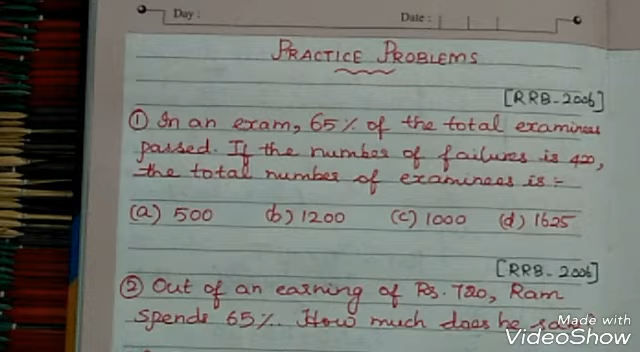 Day :
Date :
PRACTICE PROBLEMS
[RRB-2006]
① In an exam, 65% of the total examinees
passed. If the number of failures is 420,
the total number of examinees is :-
(a) 500 (b) 1200 (c) 1000 (d) 1625
[RRB-2006]
② Out of an earning of Rs. 720, Ram
spends 65%. How much does he
Made with
VideoShow